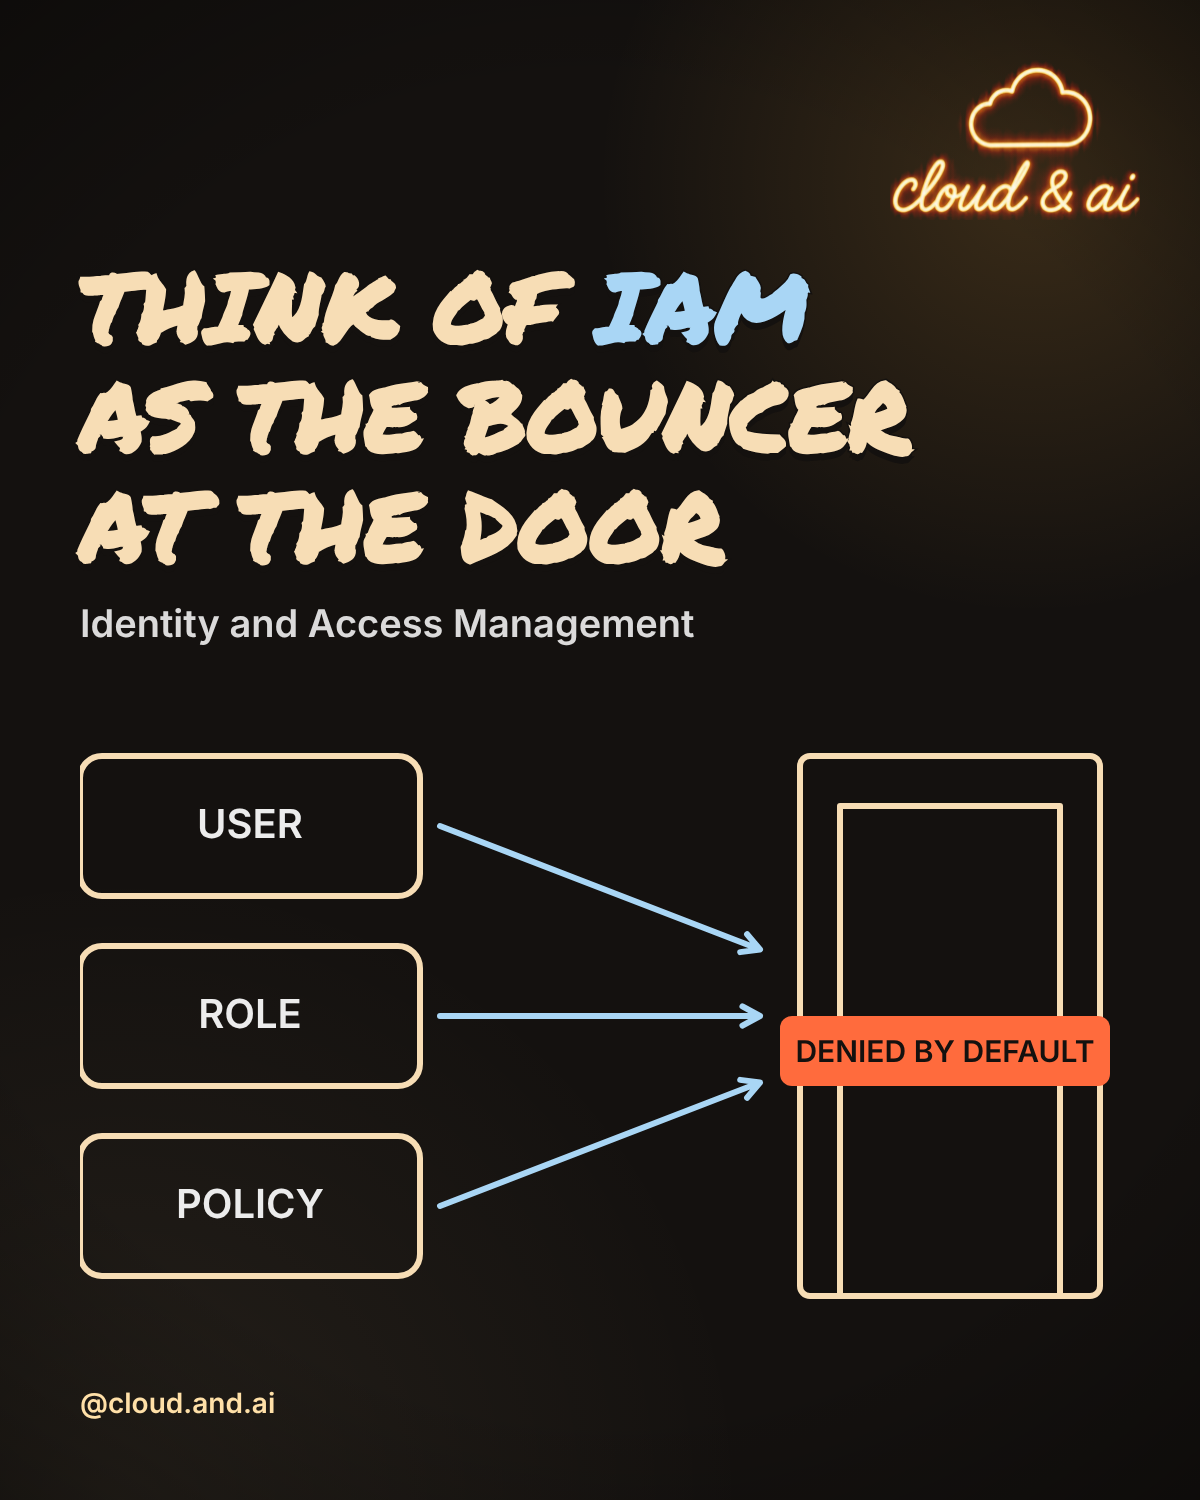 cloud & ai
THINK OF IAM
AS THE BOUNCER
AT THE DOOR
Identity and Access Management
USER
ROLE
DENIED BY DEFAULT
POLICY
@cloud.and.ai